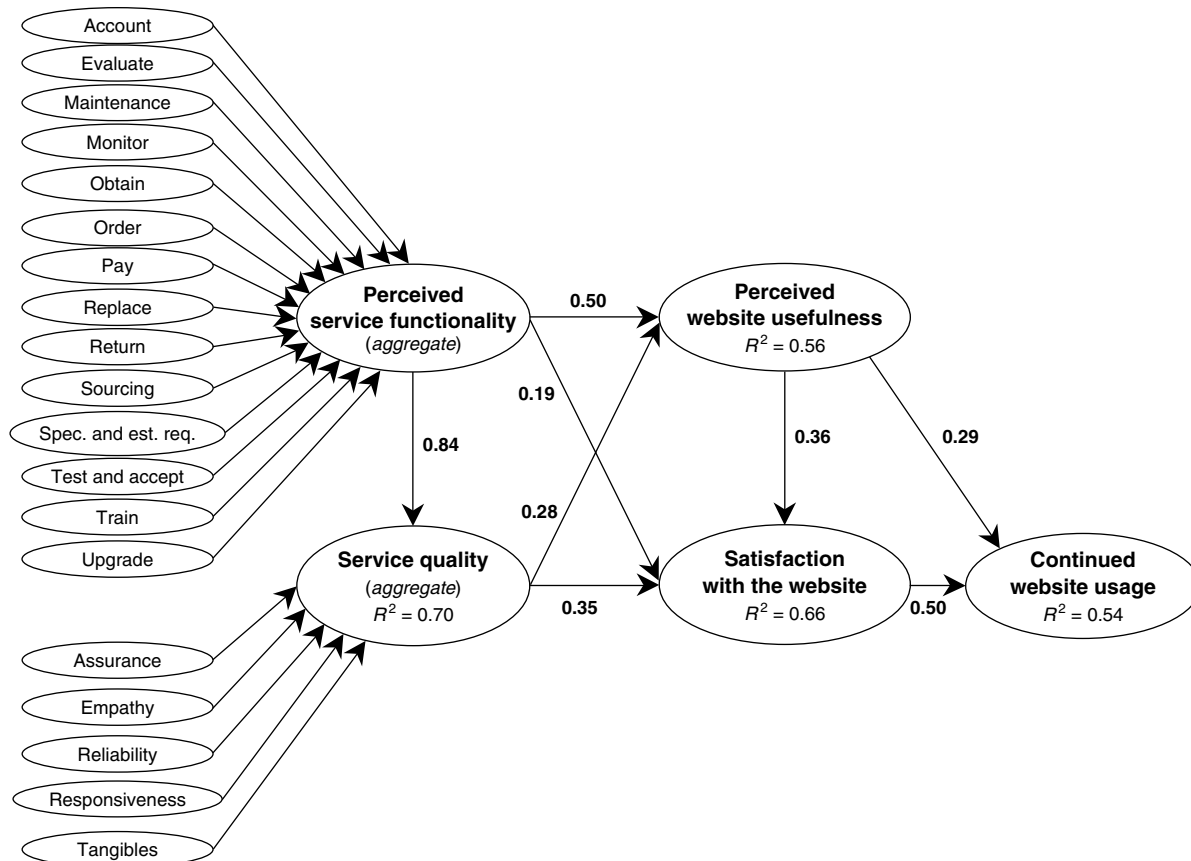 Account
Evaluate
Maintenance
Monitor
Obtain
Order
Pay
Replace
Return
Sourcing
Spec. and est. req.
Test and accept
Train
Upgrade
Assurance
Empathy
Reliability
Responsiveness
Tangibles
Perceived
service functionality
(aggregate)
0.84
Service quality
(aggregate)
R² = 0.70
0.50
0.19
0.28
0.35
Perceived
website usefulness
R² = 0.56
0.36
0.29
Satisfaction
with the website
R² = 0.66
0.50
Continued
website usage
R² = 0.54